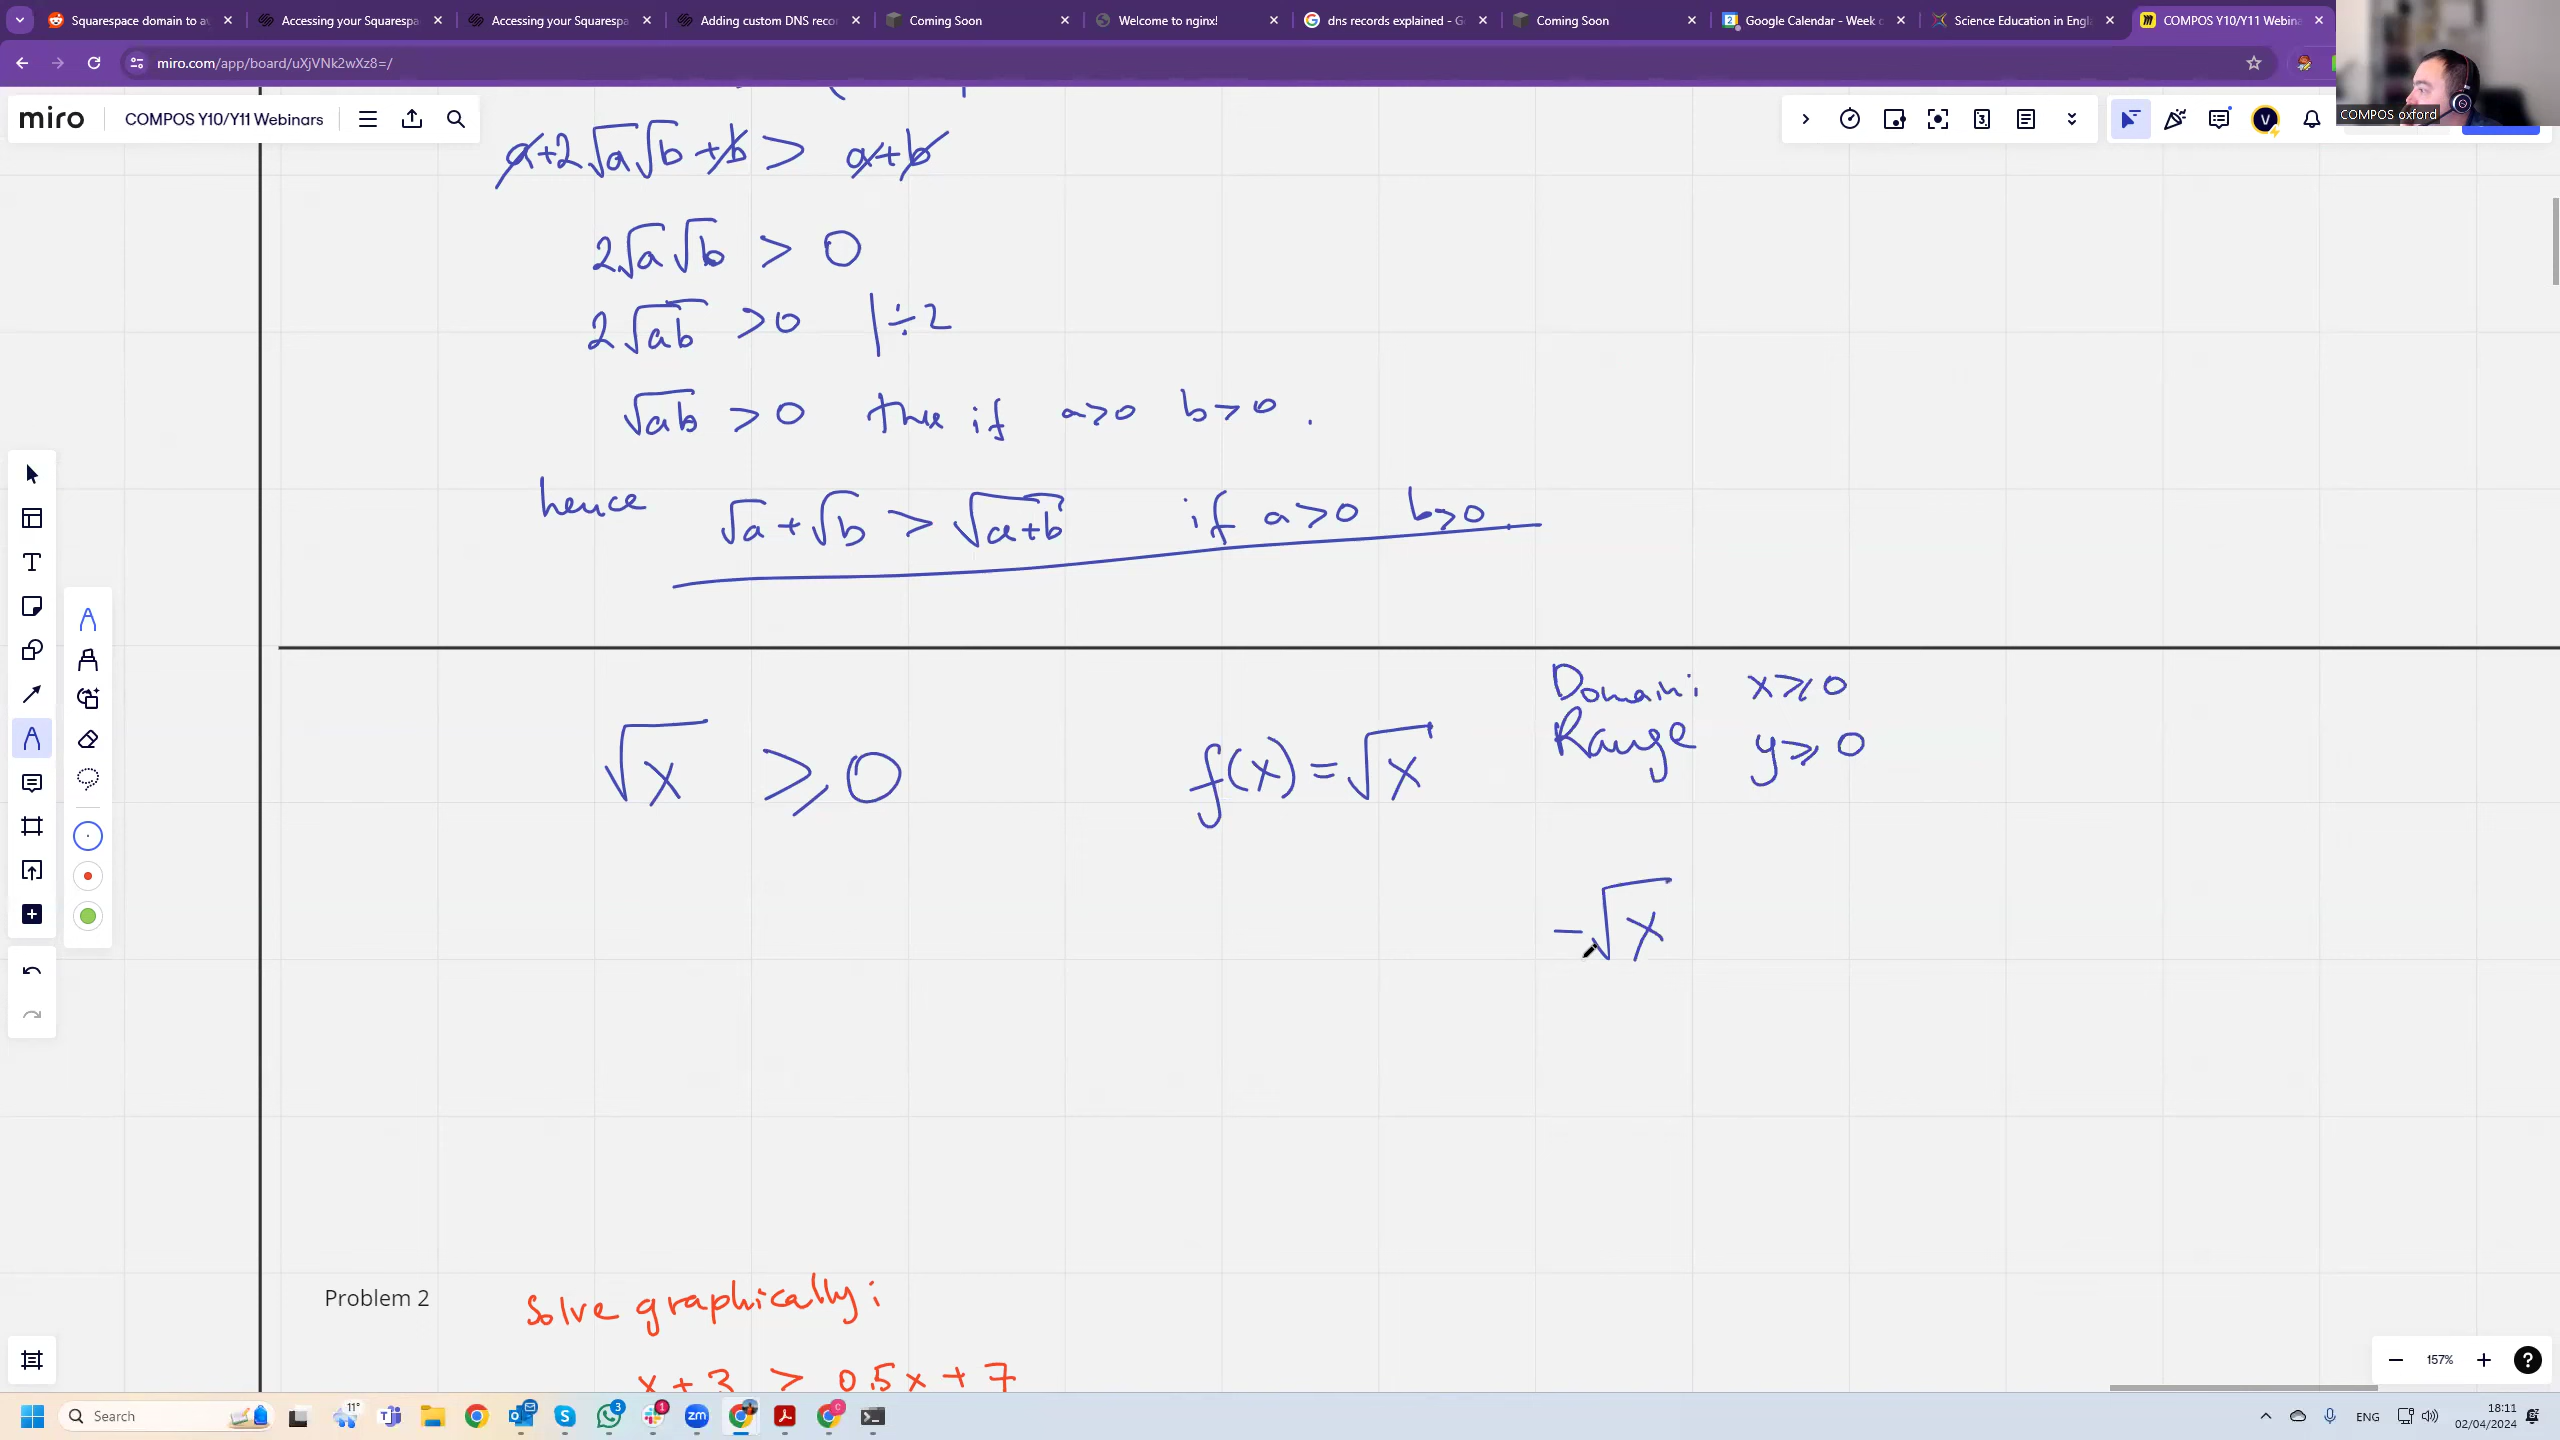 Squarespace domain to a
Accessing your Squarespa
Accessing your Squarespa
Adding custom DNS reco
Coming Soon
Welcome to nginx!
dns records explained - G
Coming Soon
Google Calendar - Week o
Science Education in Engla
COMPOS Y10/Y11 Webina
miro.com/app/board/uXjVNk2wXz8=/
miro
COMPOS Y10/Y11 Webinars
V
COMPOS oxford
a+2√a√b+b > a+b
2√a√b > 0
2√ab >0 |÷2
√ab >0 true if a>0 b>0.
hence √a+√b > √a+b if a>0 b>0.
Domain: x⩾0
Range y⩾0
√x ⩾0
f(x)=√x
-√x
Problem 2
Solve graphically:
x+3 > 0.5x+7
157%
Search
11°
ENG
18:11
02/04/2024